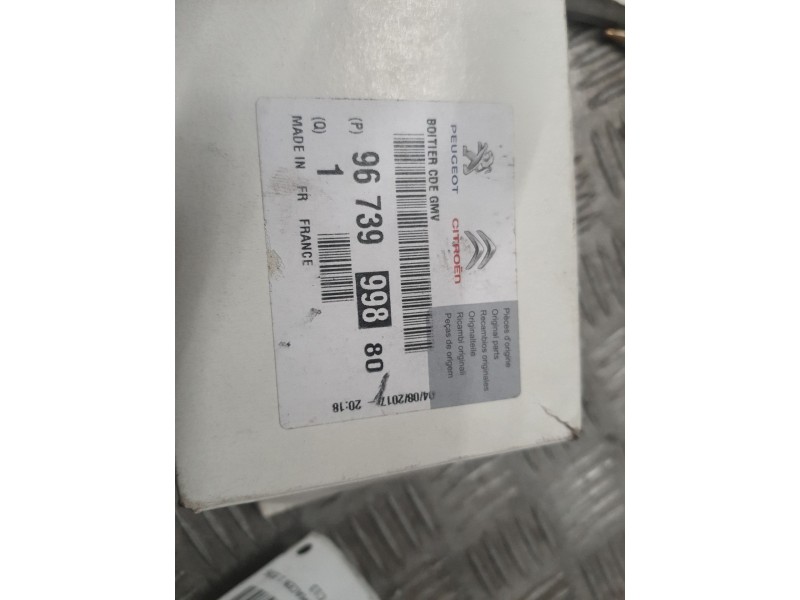 PEUGEOT CITROËN
Pièces d'origine
Original parts
Recambios originales
Originalteile
Ricambi originali
Peças de origem
BOITIER CDE GMV
04/08/2017
20:18
(P) 96 739 998 80
(Q) 1
MADE IN FR FRANCE